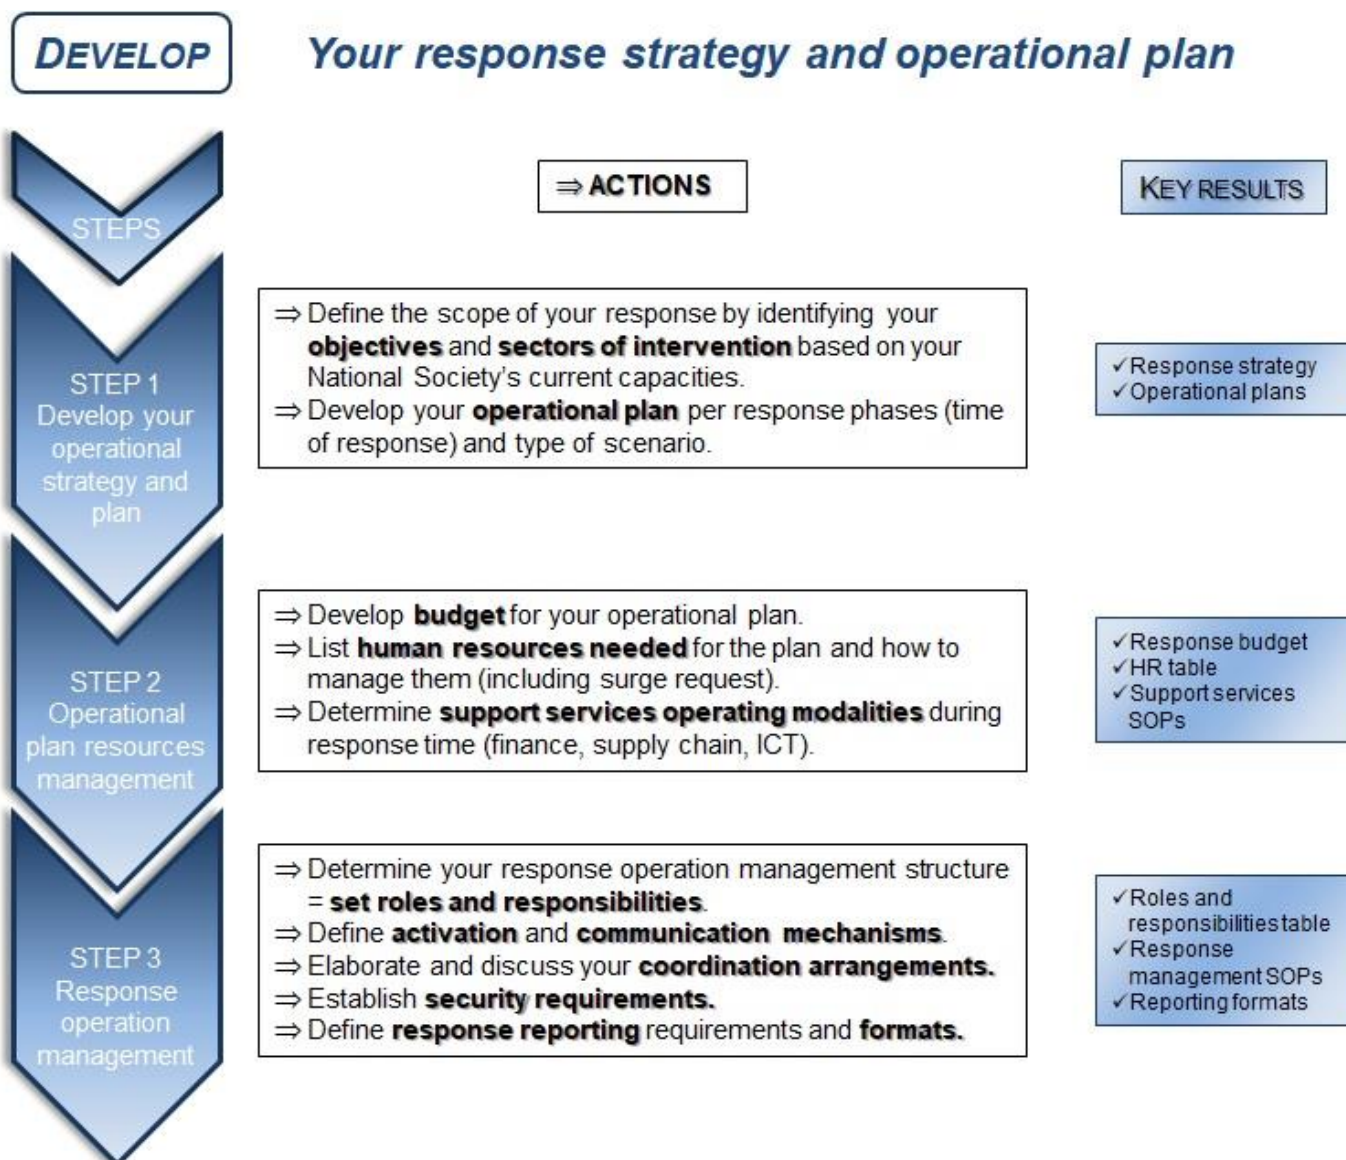 DEVELOP
Your response strategy and operational plan
STEPS
⇒ ACTIONS
KEY RESULTS
STEP 1
Develop your
operational
strategy and
plan
⇒ Define the scope of your response by identifying your
objectives and sectors of intervention based on your
National Society's current capacities.
⇒ Develop your operational plan per response phases (time
of response) and type of scenario.
✓Response strategy
✓Operational plans
STEP 2
Operational
plan resources
management
⇒ Develop budget for your operational plan.
⇒ List human resources needed for the plan and how to
manage them (including surge request).
⇒ Determine support services operating modalities during
response time (finance, supply chain, ICT).
✓Response budget
✓HR table
✓Support services
SOPs
STEP 3
Response
operation
management
⇒ Determine your response operation management structure
= set roles and responsibilities.
⇒ Define activation and communication mechanisms.
⇒ Elaborate and discuss your coordination arrangements.
⇒ Establish security requirements.
⇒ Define response reporting requirements and formats.
✓Roles and
responsibilities table
✓Response
management SOPs
✓Reporting formats